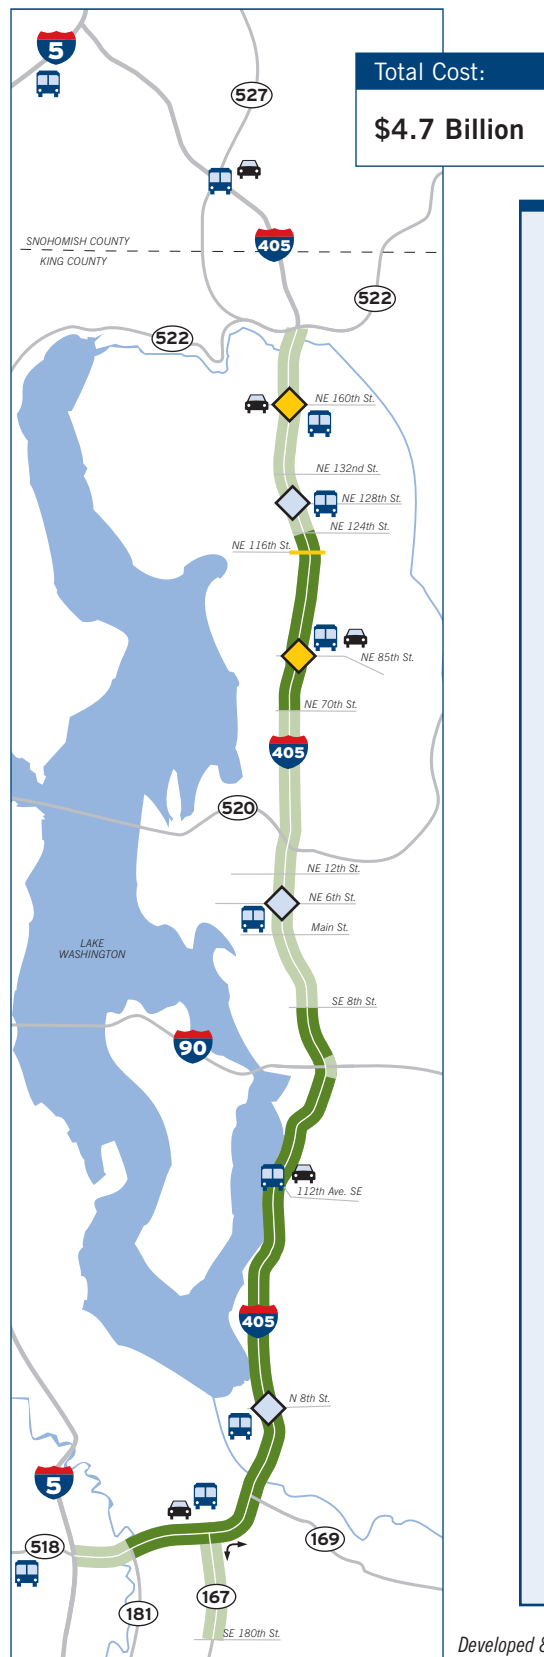 5
527
Total Cost:
$4.7 Billion
SNOHOMISH COUNTY
KING COUNTY
405
522
522
NE 160th St.
NE 132nd St.
NE 128th St.
NE 124th St.
NE 116th St.
NE 85th St.
NE 70th St.
405
520
NE 12th St.
NE 6th St.
Main St.
LAKE
WASHINGTON
SE 8th St.
90
112th Ave. SE
405
N 8th St.
5
518
169
167
181
SE 180th St.
Developed &